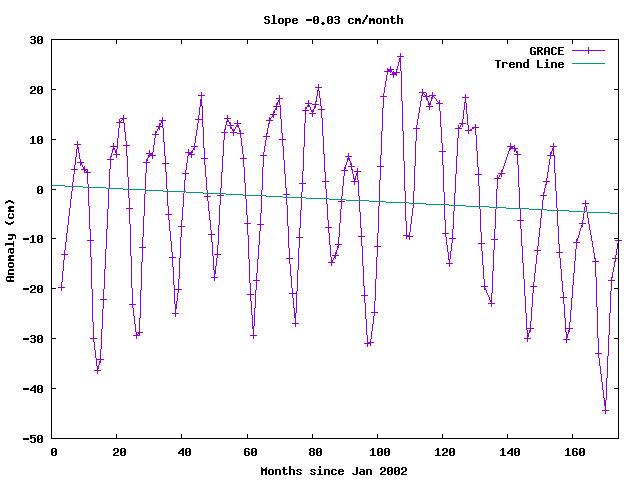 Slope -0.03 cm/month
GRACE
Trend Line
30
20
10
0
-10
-20
-30
-40
-50
Anomaly (cm)
0 20 40 60 80 100 120 140 160
Months since Jan 2002